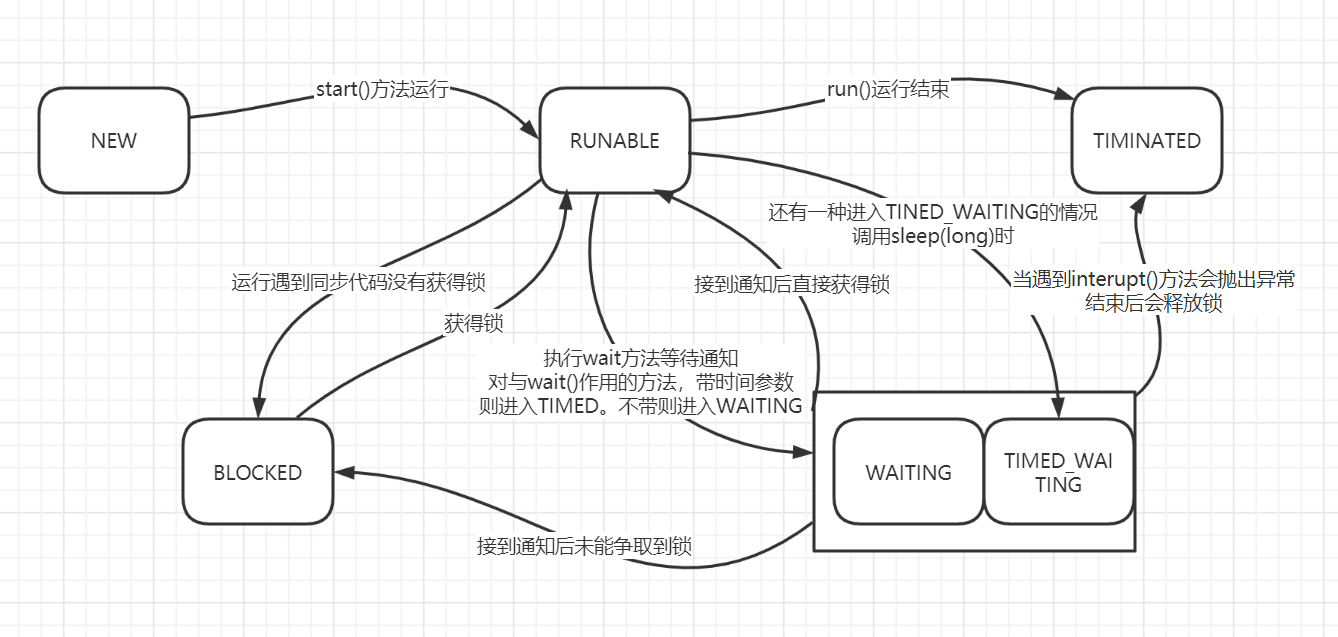 start()方法运行
run()运行结束
NEW
RUNABLE
TIMINATED
还有一种进入TINED_WAITING的情况
调用sleep(long)时
运行遇到同步代码没有获得锁
接到通知后直接获得锁
当遇到interupt()方法会抛出异常
结束后会释放锁
获得锁
执行wait方法等待通知
对与wait()作用的方法，带时间参数
则进入TIMED。不带则进入WAITING
BLOCKED
WAITING
TIMED_WAI
TING
接到通知后未能争取到锁